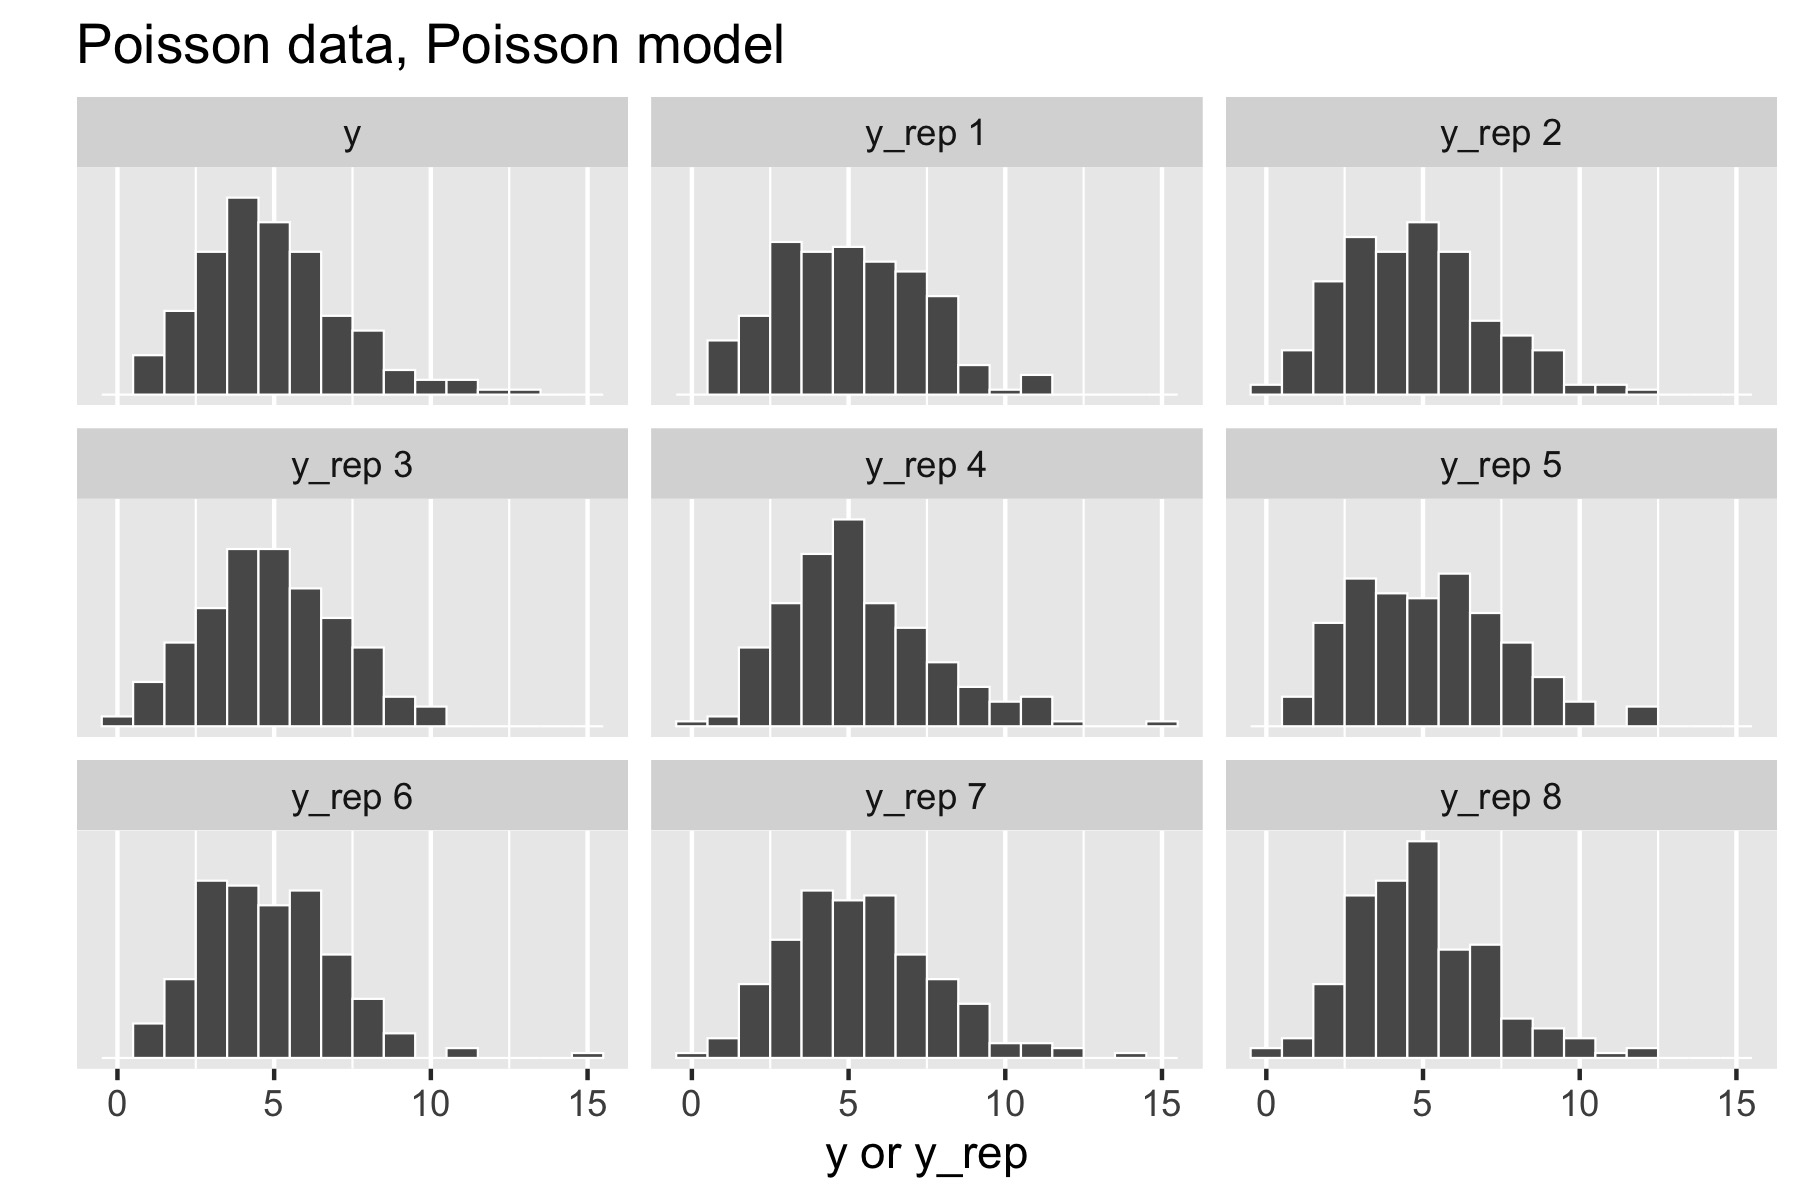 Poisson data, Poisson model
y
y_rep 1
y_rep 2
y_rep 3
y_rep 4
y_rep 5
y_rep 6
y_rep 7
y_rep 8
0 5 10 15 0 5 10 15 0 5 10 15
y or y_rep